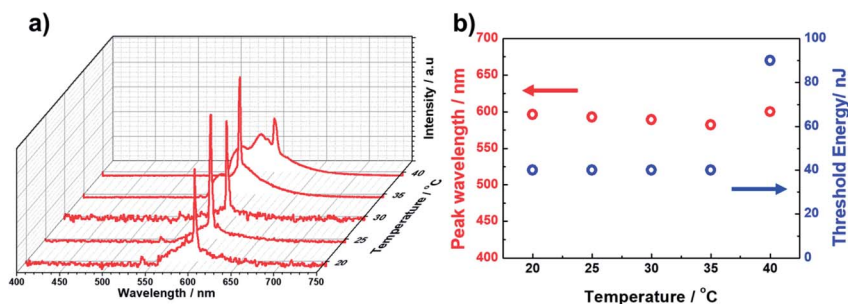 a)
Intensity / a.u
40
35
30
25
20
Temperature / °C
400
450
500
550
600
650
700
750
Wavelength / nm
b)
700
650
600
550
500
450
400
Peak wavelength / nm
100
80
60
40
20
0
Threshold Energy/ nJ
20 25 30 35 40
Temperature / °C